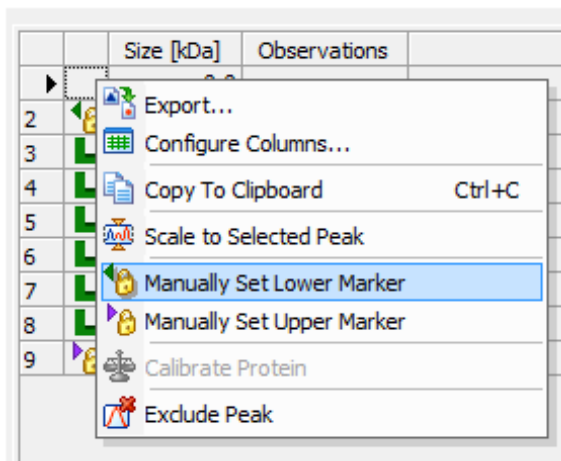 Size [kDa] Observations
2
3
4
5
6
7
8
9
Export...
Configure Columns...
Copy To Clipboard Ctrl+C
Scale to Selected Peak
Manually Set Lower Marker
Manually Set Upper Marker
Calibrate Protein
Exclude Peak